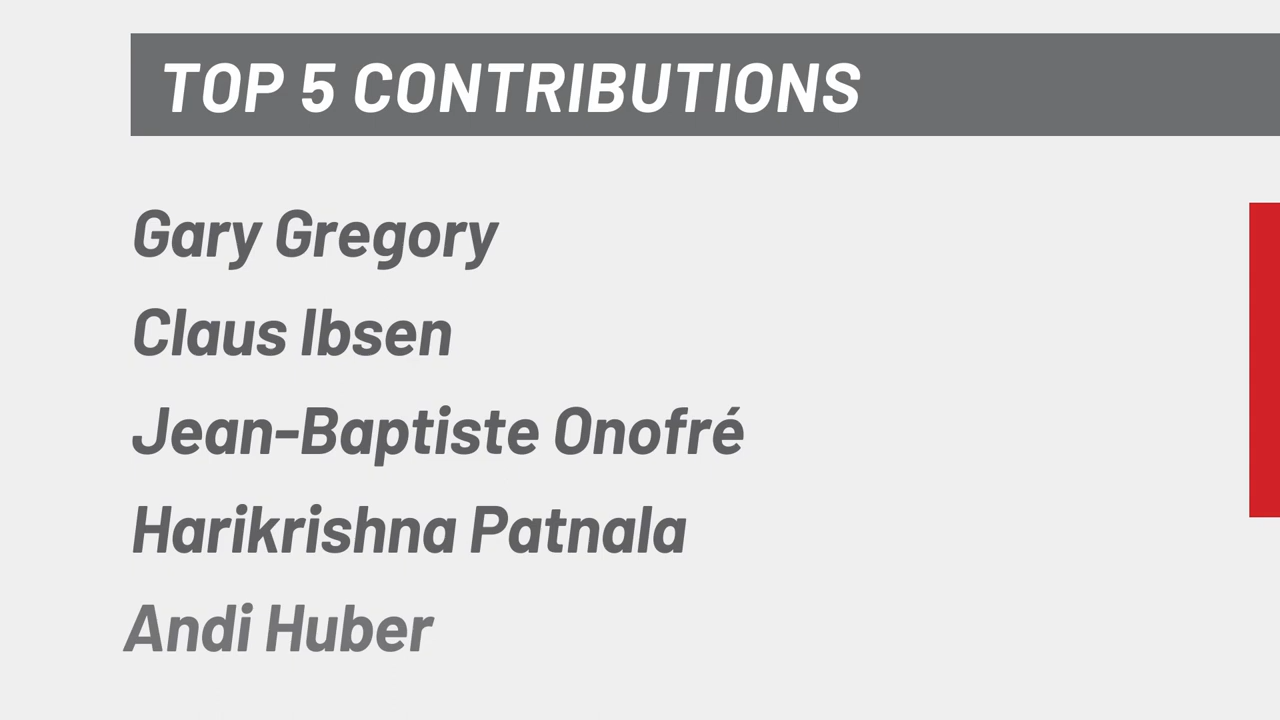 TOP 5 CONTRIBUTIONS
Gary Gregory
Claus Ibsen
Jean-Baptiste Onofré
Harikrishna Patnala
Andi Huber